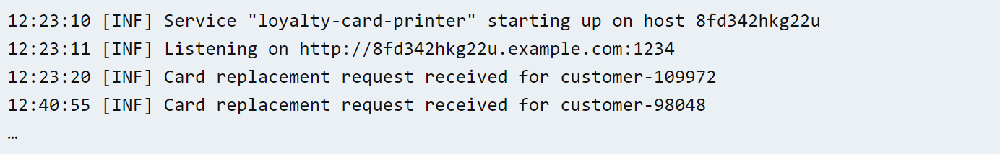 12:23:10 [INF] Service "loyalty-card-printer" starting up on host 8fd342hkg22u
12:23:11 [INF] Listening on http://8fd342hkg22u.example.com:1234
12:23:20 [INF] Card replacement request received for customer-109972
12:40:55 [INF] Card replacement request received for customer-98048
…